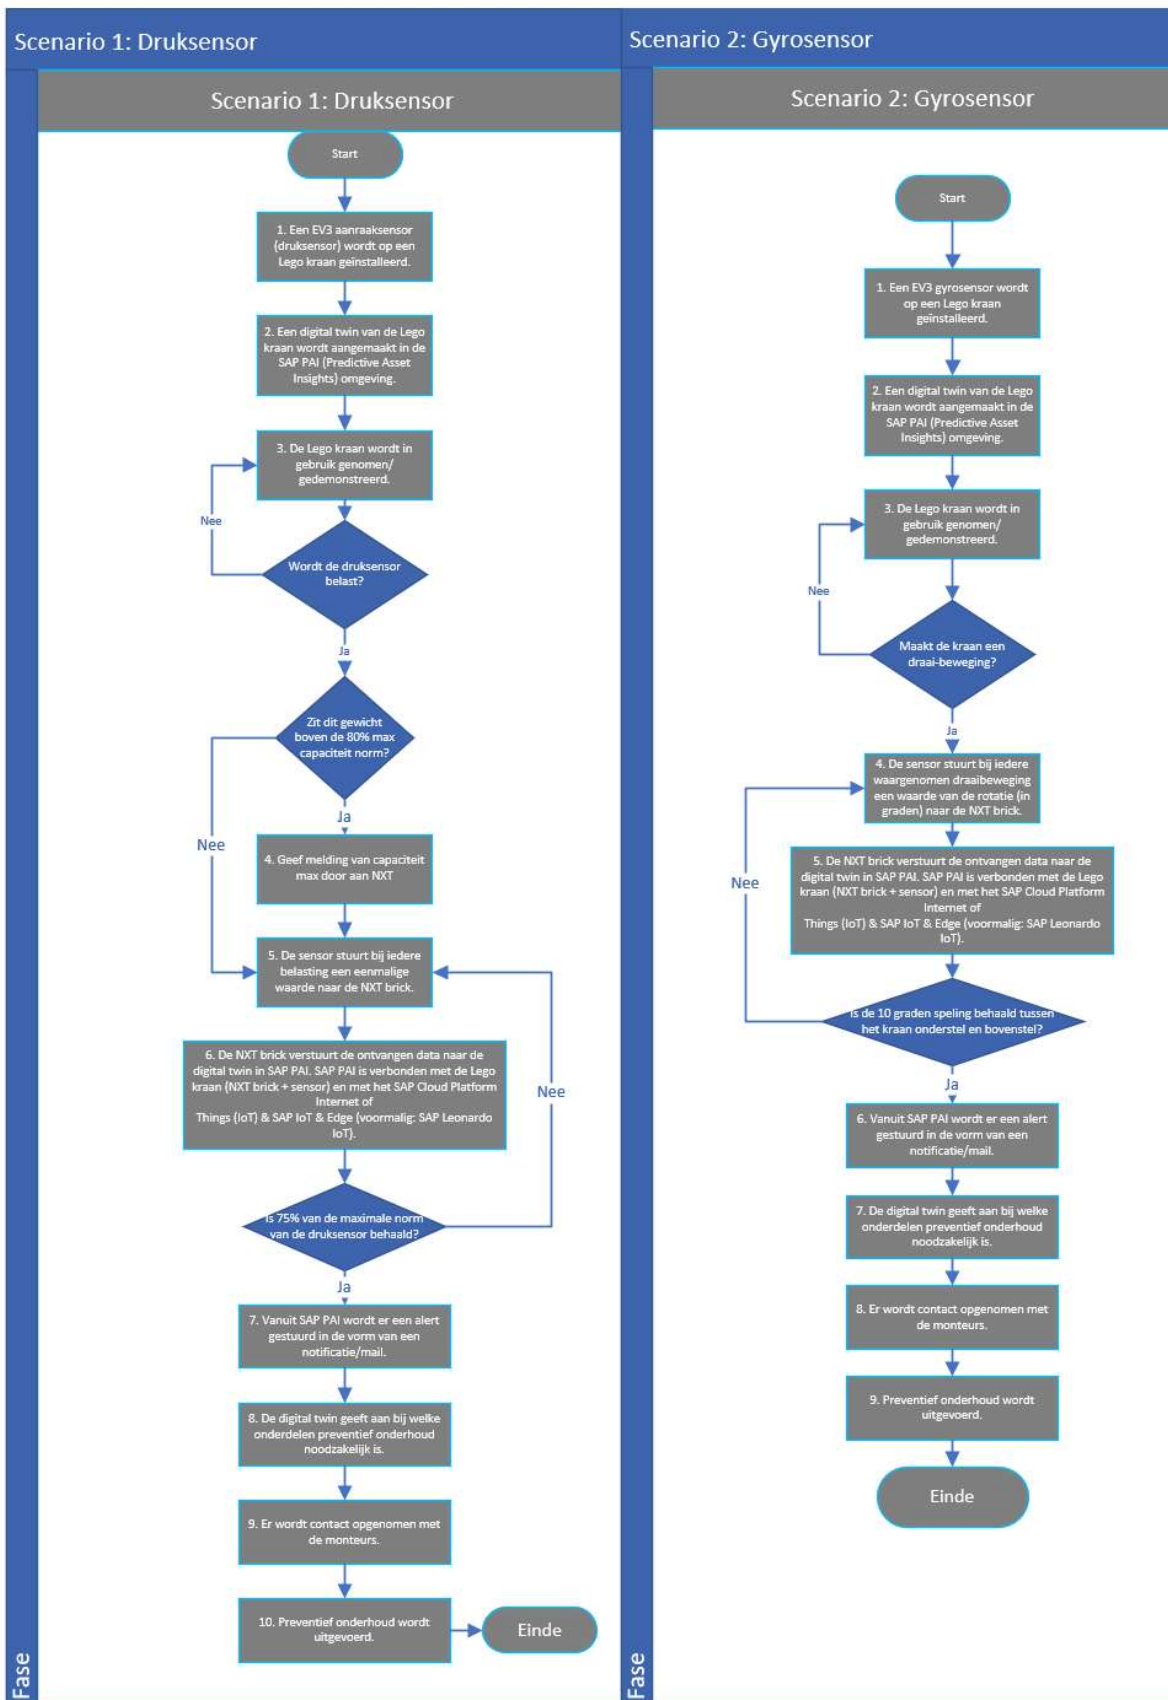 Scenario 1: Druksensor
Scenario 1: Druksensor
Start
1. Een EV3 aanraaksensor
(druksensor) wordt op een
Lego kraan geïnstalleerd.
2. Een digital twin van de Lego
kraan wordt aangemaakt in de
SAP PAI (Predictive Asset
Insights) omgeving.
3. De Lego kraan wordt in
gebruik genomen/
gedemonstreerd.
Nee
Wordt de druksensor
belast?
Ja
Zit dit gewicht
boven de 80% max
capaciteit norm?
Ja
Nee
4. Geef melding van capaciteit
max door aan NXT
5. De sensor stuurt bij iedere
belasting een eenmalige
waarde naar de NXT brick.
6. De NXT brick verstuurt de ontvangen data naar de
digital twin in SAP PAI. SAP PAI is verbonden met de Lego
kraan (NXT brick + sensor) en met het SAP Cloud Platform
Internet of
Things (IoT) & SAP IoT & Edge (voormalig: SAP Leonardo
IoT).
Nee
Is 75% van de maximale norm
van de druksensor behaald?
Ja
7. Vanuit SAP PAI wordt er een alert
gestuurd in de vorm van een
notificatie/mail.
8. De digital twin geeft aan bij welke
onderdelen preventief onderhoud
noodzakelijk is.
9. Er wordt contact opgenomen met
de monteurs.
10. Preventief onderhoud wordt
uitgevoerd.
Einde
Fase
Scenario 2: Gyrosensor
Scenario 2: Gyrosensor
Start
1. Een EV3 gyrosensor wordt
op een Lego kraan
geïnstalleerd.
2. Een digital twin van de Lego
kraan wordt aangemaakt in de
SAP PAI (Predictive Asset
Insights) omgeving.
3. De Lego kraan wordt in
gebruik genomen/
gedemonstreerd.
Nee
Maakt de kraan een
draai-beweging?
Ja
4. De sensor stuurt bij iedere
waargenomen draaibeweging
een waarde van de rotatie (in
graden) naar de NXT brick.
5. De NXT brick verstuurt de ontvangen data naar de
digital twin in SAP PAI. SAP PAI is verbonden met de Lego
kraan (NXT brick + sensor) en met het SAP Cloud Platform
Internet of
Things (IoT) & SAP IoT & Edge (voormalig: SAP Leonardo
IoT).
Nee
Is de 10 graden speling behaald tussen
het kraan onderstel en bovenstel?
Ja
6. Vanuit SAP PAI wordt er een alert
gestuurd in de vorm van een
notificatie/mail.
7. De digital twin geeft aan bij welke
onderdelen preventief onderhoud
noodzakelijk is.
8. Er wordt contact opgenomen met
de monteurs.
9. Preventief onderhoud wordt
uitgevoerd.
Einde
Fase